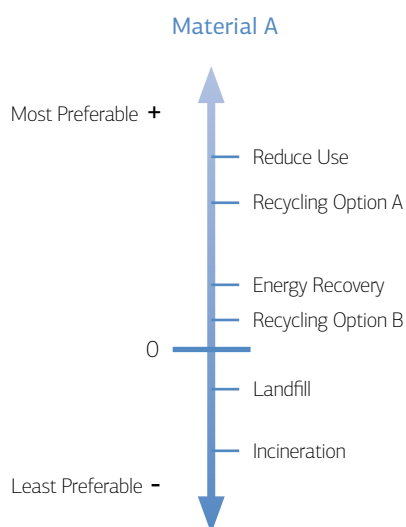 Material A
Most Preferable +
Reduce Use
Recycling Option A
Energy Recovery
Recycling Option B
0
Landfill
Incineration
Least Preferable -